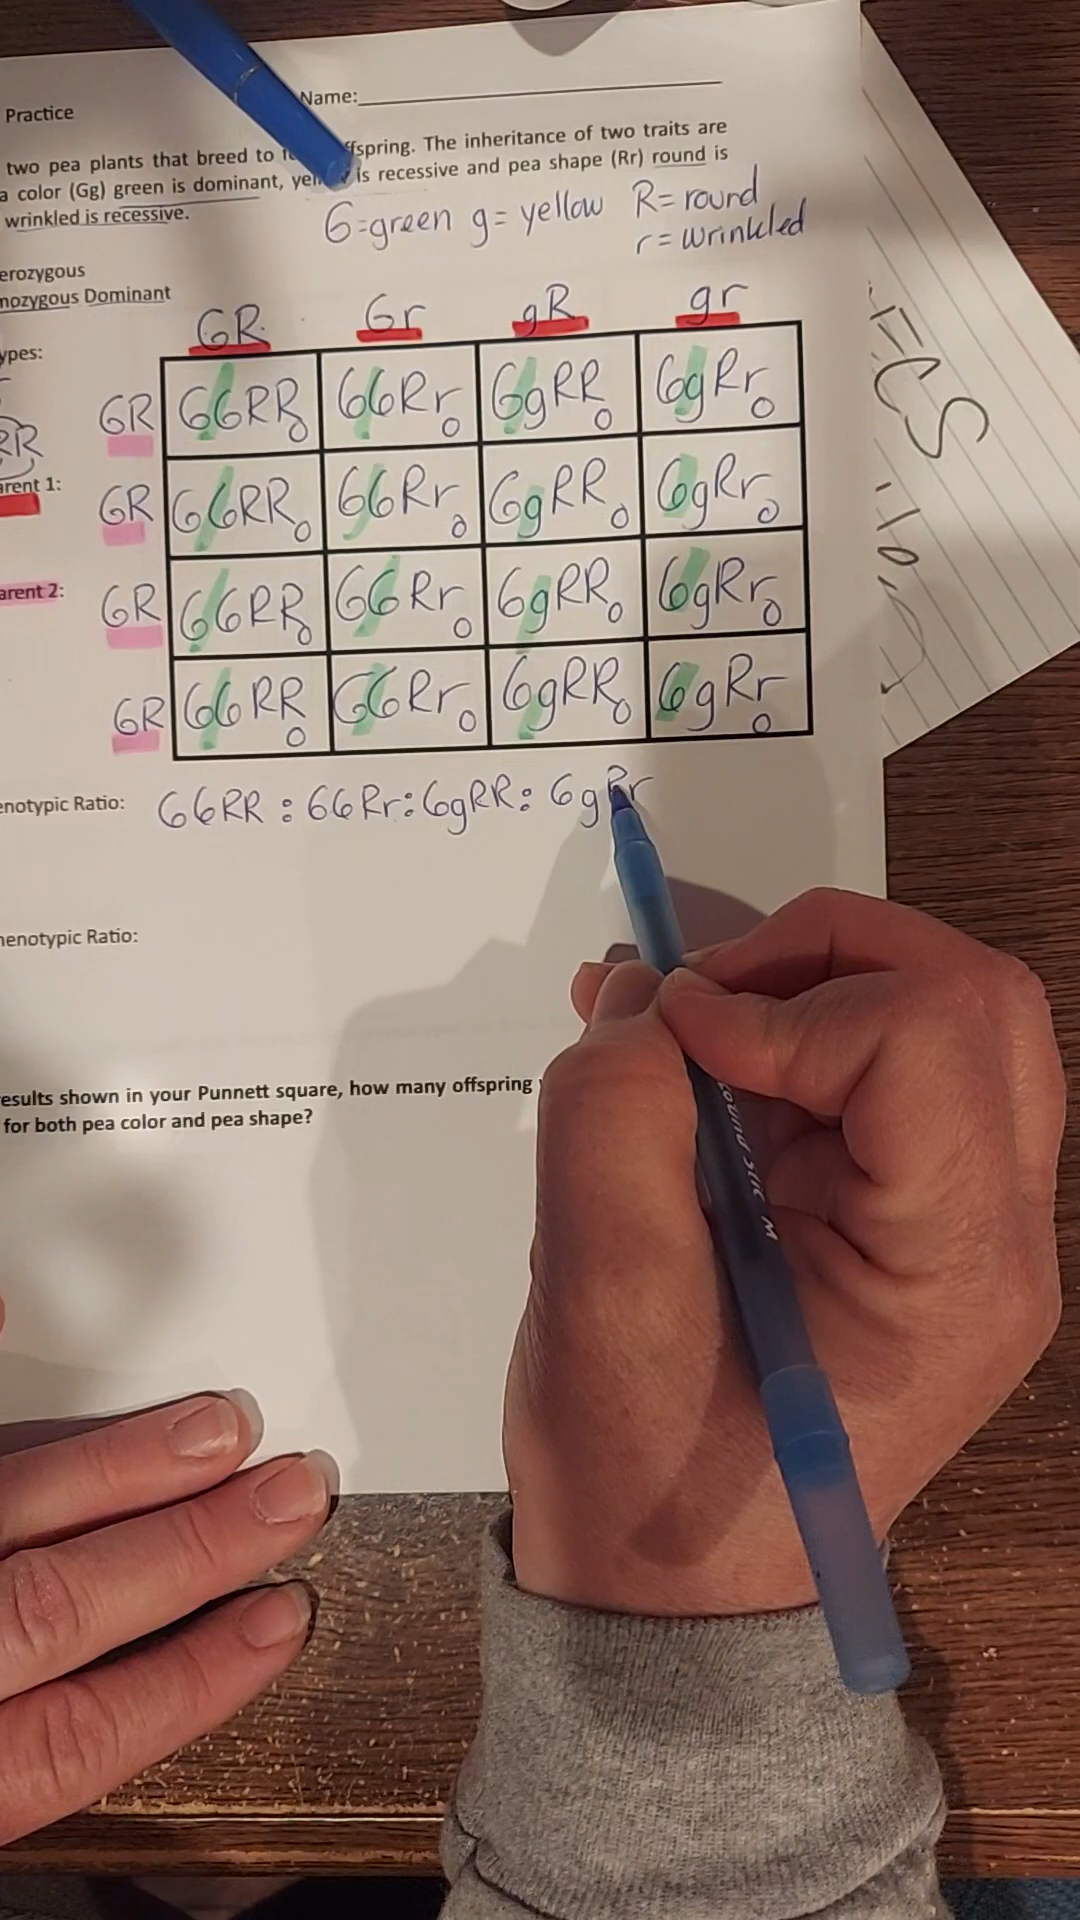 Practice
Name:
two pea plants that breed to offspring. The inheritance of two traits are
a color (Gg) green is dominant, is recessive and pea shape (Rr) round is
wrinkled is recessive.
G=green g= yellow R= round
r= wrinkled
erozygous
nozygous Dominant
GR Gr gR gr
ypes:
GR GGRR GGRr GgRR GgRr
RR
arent 1:
GR GGRR GGRr GgRR GgRr
arent 2:
GR GGRR GGRr GgRR GgRr
GR GGRR GGRr GgRR GgRr
enotypic Ratio: GGRR : GGRr : GgRR : GgRr
henotypic Ratio:
esults shown in your Punnett square, how many offspring
for both pea color and pea shape?
Round Stic M